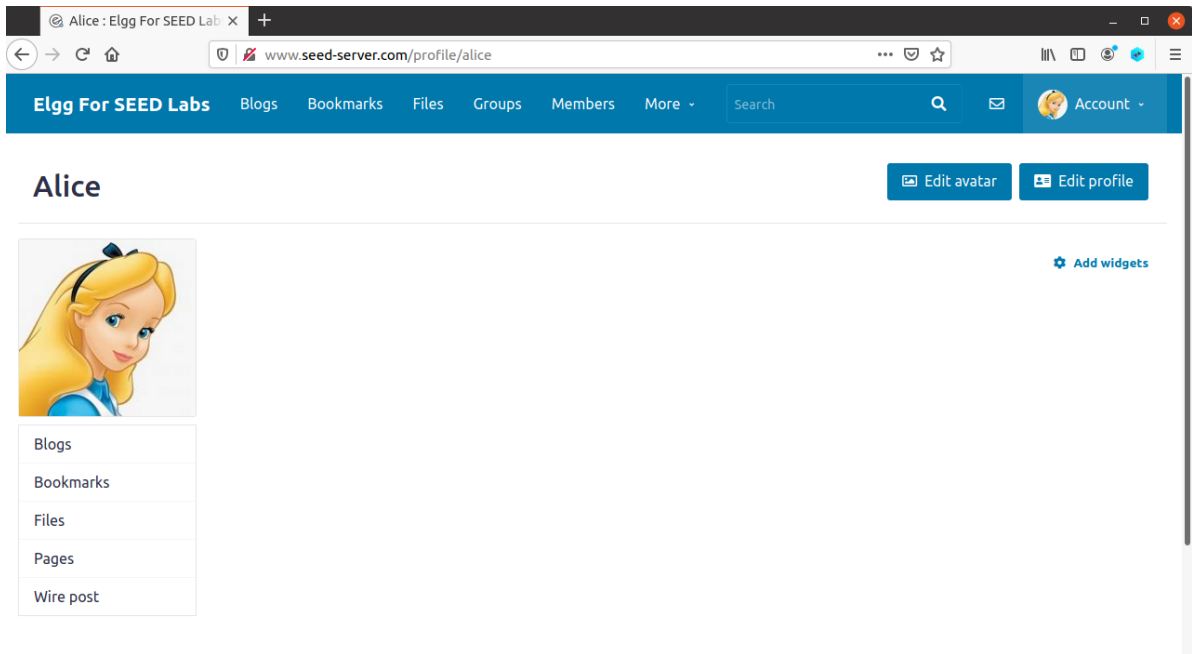 Alice : Elgg For SEED Lab
www.seed-server.com/profile/alice
Elgg For SEED Labs Blogs Bookmarks Files Groups Members More Search Account
Alice Edit avatar Edit profile
Add widgets
Blogs
Bookmarks
Files
Pages
Wire post